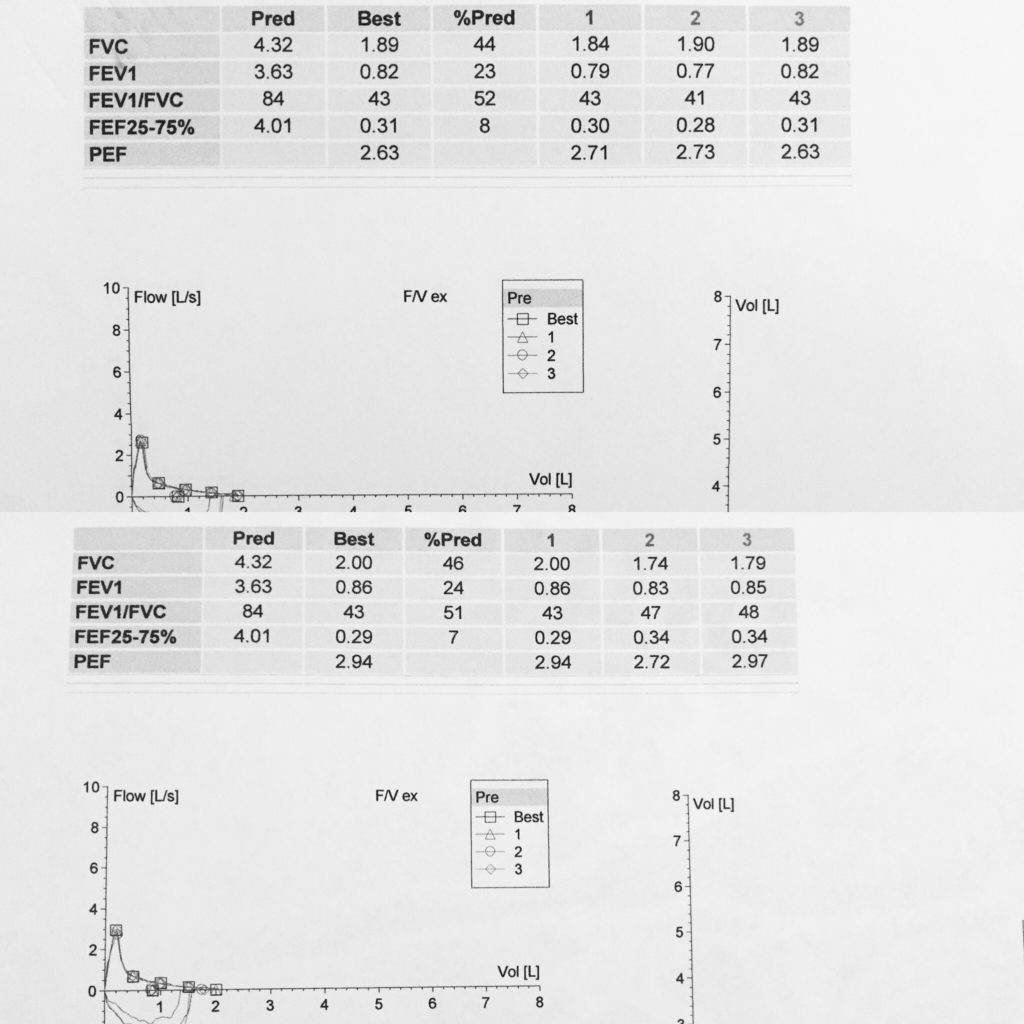 Pred Best %Pred 1 2 3
FVC 4.32 1.89 44 1.84 1.90 1.89
FEV1 3.63 0.82 23 0.79 0.77 0.82
FEV1/FVC 84 43 52 43 41 43
FEF25-75% 4.01 0.31 8 0.30 0.28 0.31
PEF 2.63 2.71 2.73 2.63
10 Flow [L/s] F/V ex
Pre
Best
1
2
3
8
6
4
2
0
Vol [L]
1 2 3 4 5 6 7 8
8 Vol [L]
7
6
5
4
Pred Best %Pred 1 2 3
FVC 4.32 2.00 46 2.00 1.74 1.79
FEV1 3.63 0.86 24 0.86 0.83 0.85
FEV1/FVC 84 43 51 43 47 48
FEF25-75% 4.01 0.29 7 0.29 0.34 0.34
PEF 2.94 2.94 2.72 2.97
10 Flow [L/s] F/V ex
Pre
Best
1
2
3
8
6
4
2
0
Vol [L]
1 2 3 4 5 6 7 8
8 Vol [L]
7
6
5
4
3